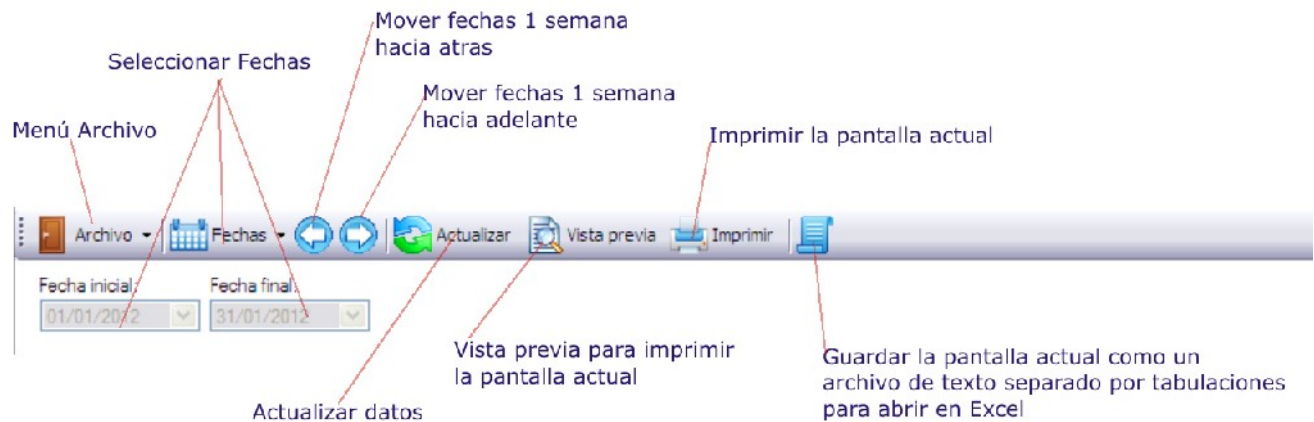 Mover fechas 1 semana
hacia atras
Seleccionar Fechas
Mover fechas 1 semana
hacia adelante
Menú Archivo
Imprimir la pantalla actual
Archivo Fechas Actualizar Vista previa Imprimir
Fecha inicial: Fecha final:
01/01/2012 31/01/2012
Vista previa para imprimir
la pantalla actual
Guardar la pantalla actual como un
archivo de texto separado por tabulaciones
para abrir en Excel
Actualizar datos